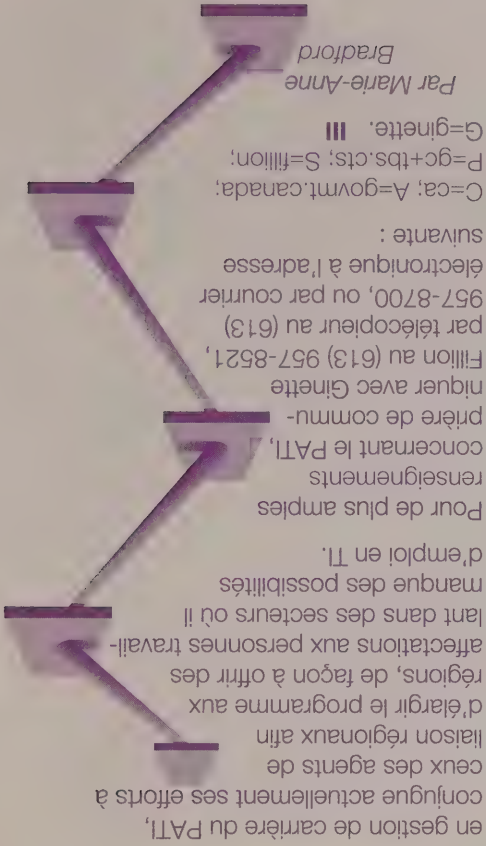 en gestion de carrière du PATI,
conjugue actuellement ses efforts à
ceux des agents de
liaison régionaux afin
d'élargir le programme aux
régions, de façon à offrir des
affectations aux personnes travail-
lant dans des secteurs où il
manque des possibilités
d'emploi en TI.
Pour de plus amples
renseignements
concernant le PATI,
prière de commu-
niquer avec Ginette
Fillion au (613) 957-8521,
par télécopieur au (613)
957-8700, ou par courrier
électronique à l'adresse
suivante :
C=ca; A=govmt.canada;
P=gc+tbs.cts; S=fillion;
G=ginette.
Par Marie-Anne
Bradford